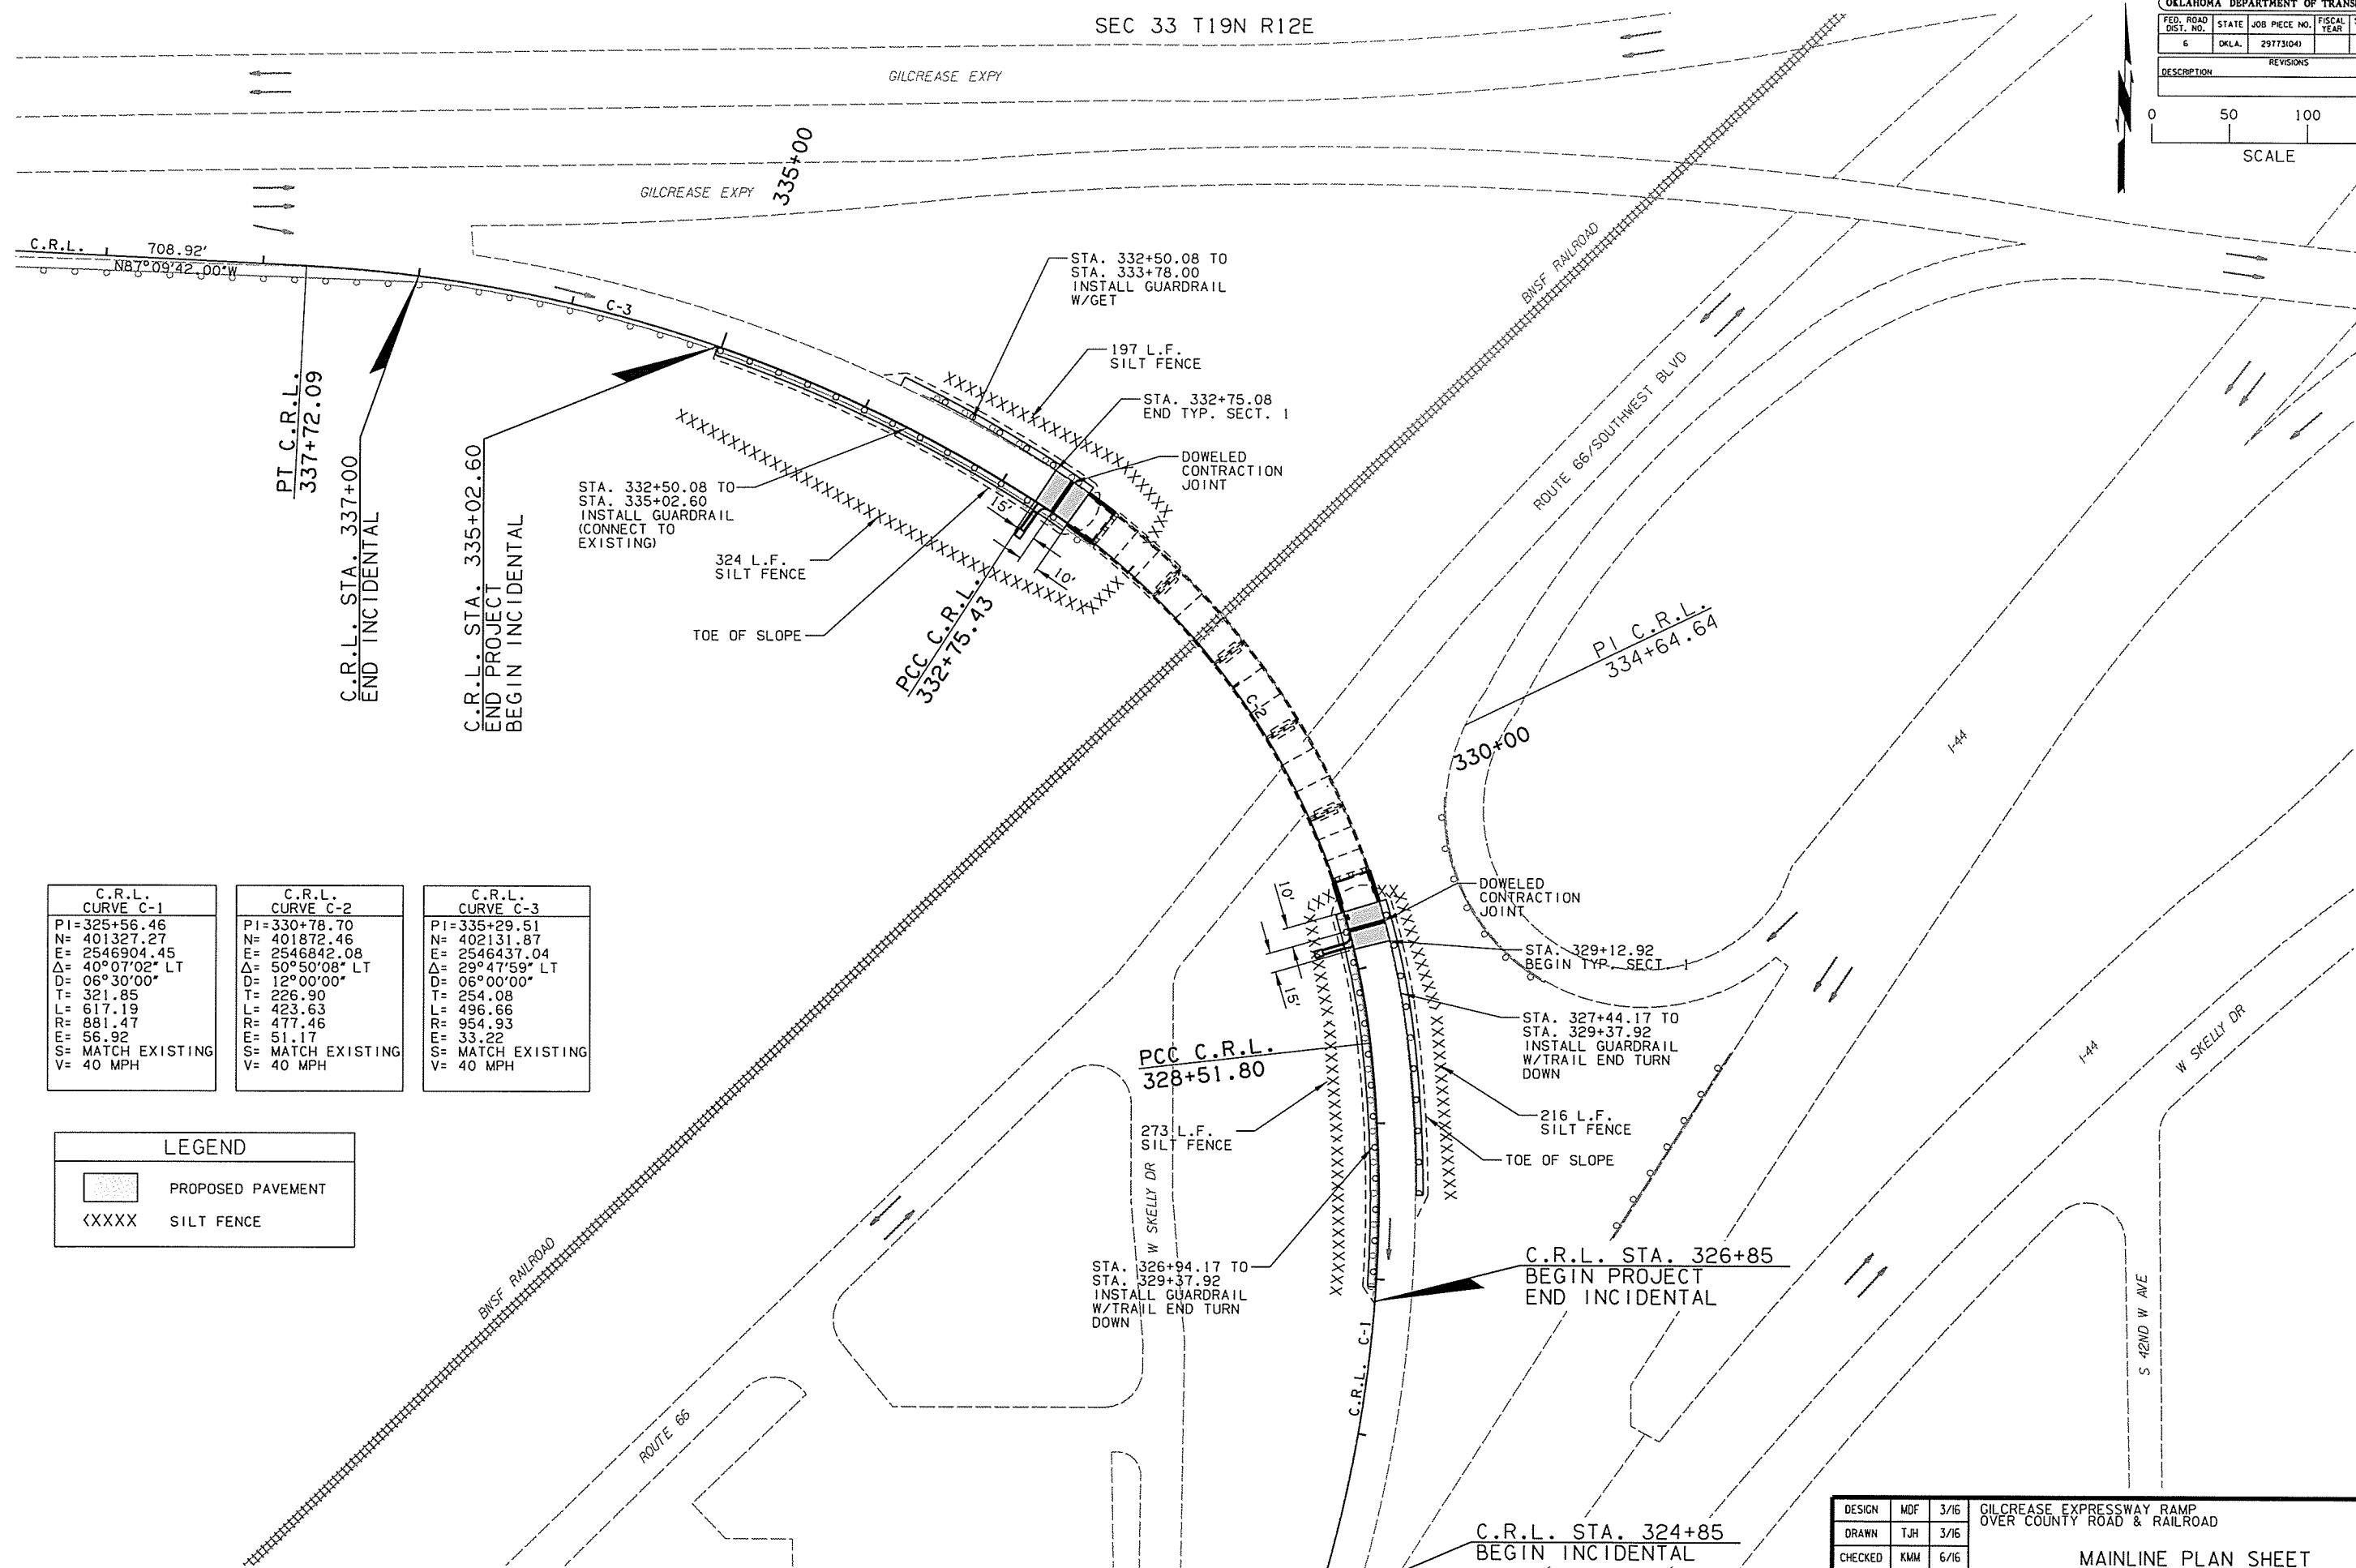 SEC 33 T19N R12E
OKLAHOMA DEPARTMENT OF
FED. ROAD
DIST. NO.
STATE
JOB PIECE NO.
FISCAL
YEAR
6
OKLA.
29773(04)
REVISIONS
DESCRIPTION
0 50 100
SCALE
GILCREASE EXPY
GILCREASE EXPY
335+00
C.R.L.
708.92'
N87°09'42.00"W
C-3
PT C.R.L.
337+72.09
C.R.L. STA. 337+00
END INCIDENTAL
C.R.L. STA. 335+02.60
END PROJECT
BEGIN INCIDENTAL
STA. 332+50.08 TO
STA. 333+78.00
INSTALL GUARDRAIL
W/GET
197 L.F.
SILT FENCE
STA. 332+75.08
END TYP. SECT. 1
DOWELED
CONTRACTION
JOINT
STA. 332+50.08 TO
STA. 335+02.60
INSTALL GUARDRAIL
(CONNECT TO
EXISTING)
15'
10'
324 L.F.
SILT FENCE
TOE OF SLOPE
PCC C.R.L.
332+75.43
BNSF RAILROAD
ROUTE 66/SOUTHWEST BLVD
PI C.R.L.
334+64.64
330+00
C-2
I-44
C.R.L.
CURVE C-1
PI=325+56.46
N= 401327.27
E= 2546904.45
Δ= 40°07'02" LT
D= 06°30'00"
T= 321.85
L= 617.19
R= 881.47
E= 56.92
S= MATCH EXISTING
V= 40 MPH
C.R.L.
CURVE C-2
PI=330+78.70
N= 401872.46
E= 2546842.08
Δ= 50°50'08" LT
D= 12°00'00"
T= 226.90
L= 423.63
R= 477.46
E= 51.17
S= MATCH EXISTING
V= 40 MPH
C.R.L.
CURVE C-3
PI=335+29.51
N= 402131.87
E= 2546437.04
Δ= 29°47'59" LT
D= 06°00'00"
T= 254.08
L= 496.66
R= 954.93
E= 33.22
S= MATCH EXISTING
V= 40 MPH
LEGEND
PROPOSED PAVEMENT
XXXX SILT FENCE
10'
15'
DOWELED
CONTRACTION
JOINT
STA. 329+12.92
BEGIN TYP. SECT. 1
STA. 327+44.17 TO
STA. 329+37.92
INSTALL GUARDRAIL
W/TRAIL END TURN
DOWN
PCC C.R.L.
328+51.80
273 L.F.
SILT FENCE
216 L.F.
SILT FENCE
TOE OF SLOPE
W SKELLY DR
I-44
W SKELLY DR
STA. 326+94.17 TO
STA. 329+37.92
INSTALL GUARDRAIL
W/TRAIL END TURN
DOWN
C.R.L. STA. 326+85
BEGIN PROJECT
END INCIDENTAL
C.R.L. C-1
BNSF RAILROAD
ROUTE 66
S 42ND W AVE
C.R.L. STA. 324+85
BEGIN INCIDENTAL
DESIGN MDF 3/16
DRAWN TJH 3/16
CHECKED KMM 6/16
GILCREASE EXPRESSWAY RAMP
OVER COUNTY ROAD & RAILROAD
MAINLINE PLAN SHEET